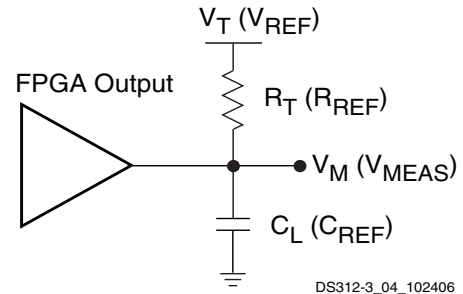 V_T (V_REF)
FPGA Output
R_T (R_REF)
V_M (V_MEAS)
C_L (C_REF)
DS312-3_04_102406